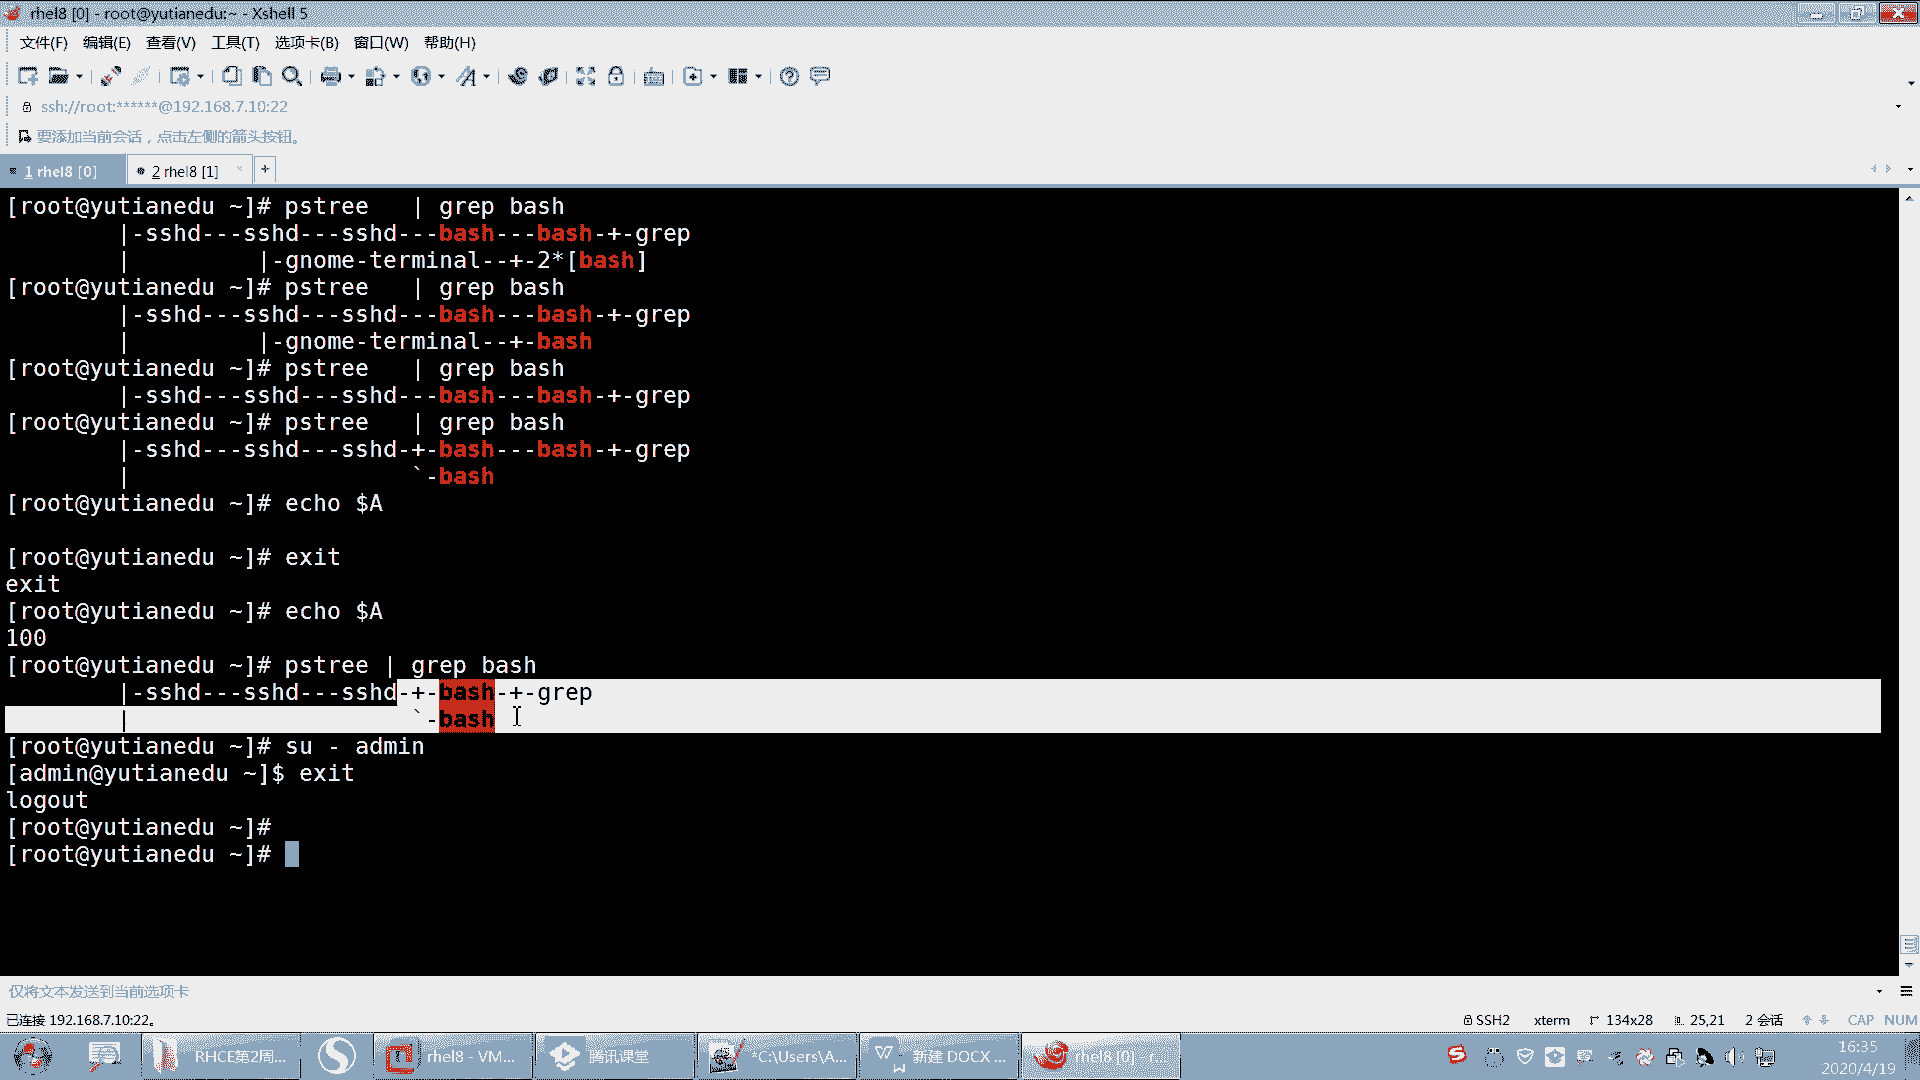 rhel8 [0] - root@yutianedu:~ - Xshell 5
文件(F) 编辑(E) 查看(V) 工具(T) 选项卡(B) 窗口(W) 帮助(H)
ssh://root:******@192.168.7.10:22
要添加当前会话，点击左侧的箭头按钮。
1 rhel8 [0] 2 rhel8 [1] × +
[root@yutianedu ~]# pstree   | grep bash
        |-sshd---sshd---sshd---bash---bash-+-grep
        |         |-gnome-terminal--+-2*[bash]
[root@yutianedu ~]# pstree   | grep bash
        |-sshd---sshd---sshd---bash---bash-+-grep
        |         |-gnome-terminal--+-bash
[root@yutianedu ~]# pstree   | grep bash
        |-sshd---sshd---sshd---bash---bash-+-grep
[root@yutianedu ~]# pstree   | grep bash
        |-sshd---sshd---sshd-+-bash---bash-+-grep
        |                    `-bash
[root@yutianedu ~]# echo $A
[root@yutianedu ~]# exit
exit
[root@yutianedu ~]# echo $A
100
[root@yutianedu ~]# pstree | grep bash
        |-sshd---sshd---sshd-+-bash-+-grep
        |                    `-bash
[root@yutianedu ~]# su - admin
[admin@yutianedu ~]$ exit
logout
[root@yutianedu ~]#
[root@yutianedu ~]#
仅将文本发送到当前选项卡
已连接 192.168.7.10:22。 SSH2 xterm 134x28 25,21 2 会话 CAP NUM
RHCE第2周... rhel8 - VM... 腾讯课堂 *C:\Users\A... 新建 DOCX ... rhel8 [0] - r... 16:35
2020/4/19